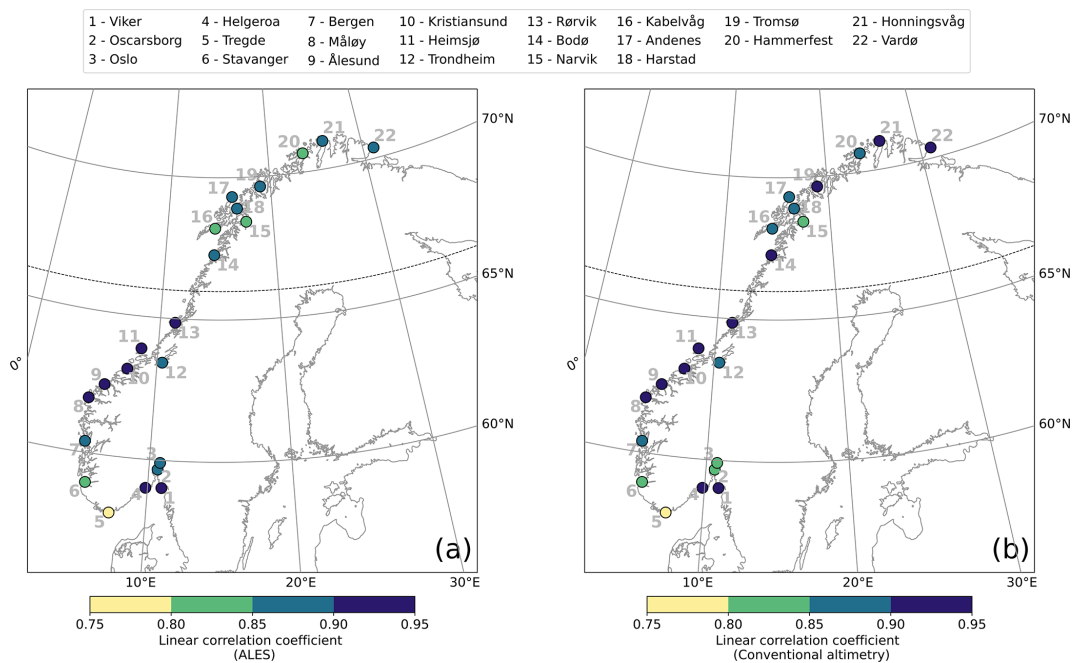 1 - Viker 4 - Helgeroa 7 - Bergen 10 - Kristiansund 13 - Rørvik 16 - Kabelvåg 19 - Tromsø 21 - Honningsvåg
2 - Oscarsborg 5 - Tregde 8 - Måløy 11 - Heimsjø 14 - Bodø 17 - Andenes 20 - Hammerfest 22 - Vardø
3 - Oslo 6 - Stavanger 9 - Ålesund 12 - Trondheim 15 - Narvik 18 - Harstad
70°N
65°N
60°N
0°
10°E 20°E 30°E
22
21
20
19
17
18
16
15
14
13
11
12
10
9
8
7
3
2
6
4
1
5
(a)
0.75 0.80 0.85 0.90 0.95
Linear correlation coefficient
(ALES)
70°N
65°N
60°N
0°
10°E 20°E 30°E
22
21
20
19
17
18
16
15
14
13
11
12
10
9
8
7
3
2
6
4
1
5
(b)
0.75 0.80 0.85 0.90 0.95
Linear correlation coefficient
(Conventional altimetry)